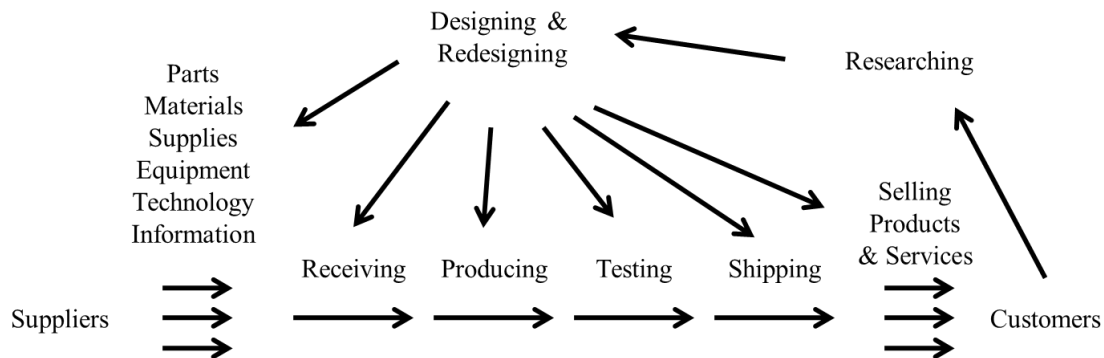 Designing &
Redesigning
Researching
Parts
Materials
Supplies
Equipment
Technology
Information
Selling
Products
& Services
Receiving
Producing
Testing
Shipping
Suppliers
Customers